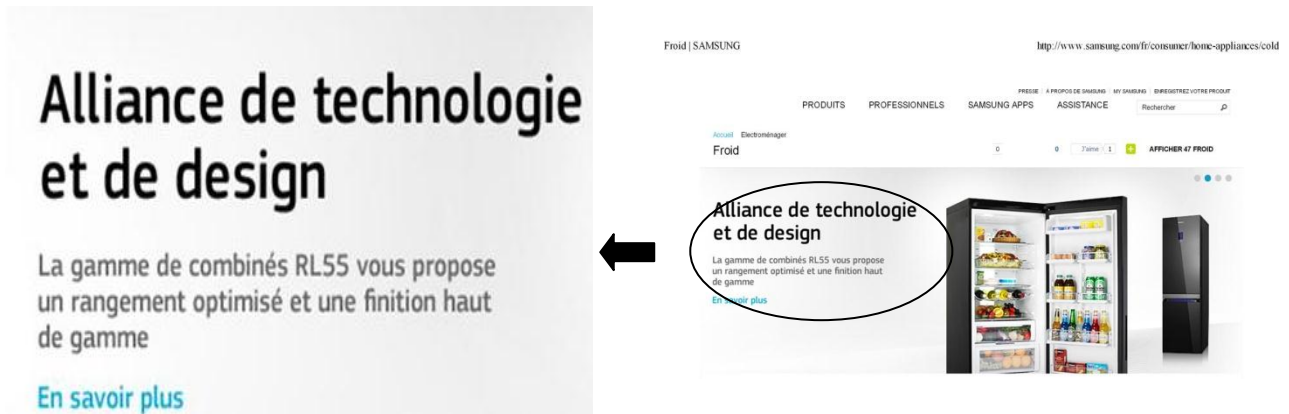 Alliance de technologie
et de design
La gamme de combinés RL55 vous propose
un rangement optimisé et une finition haut
de gamme
En savoir plus
Froid | SAMSUNG
http://www.samsung.com/fr/consumer/home-appliances/cold
PRESSE | A PROPOS DE SAMSUNG | MY SAMSUNG | ENREGISTREZ VOTRE PRODUIT
PRODUITS PROFESSIONNELS SAMSUNG APPS ASSISTANCE Rechercher
Accueil Electroménager
Froid 0 0 J'aime 1 + AFFICHER 47 FROID
Alliance de technologie
et de design
La gamme de combinés RL55 vous propose
un rangement optimisé et une finition haut
de gamme
En savoir plus